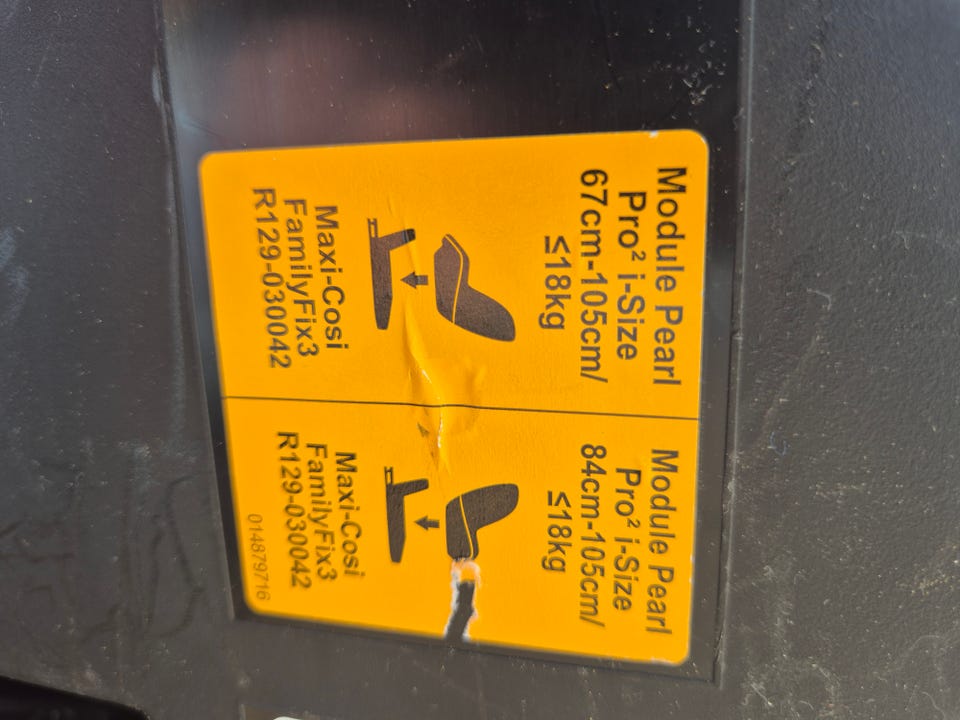 Module Pearl
Pro² i-Size
67cm-105cm/
≤18kg
Maxi-Cosi
FamilyFix3
R129-030042
Module Pearl
Pro² i-Size
84cm-105cm/
≤18kg
Maxi-Cosi
FamilyFix3
R129-030042
014879716